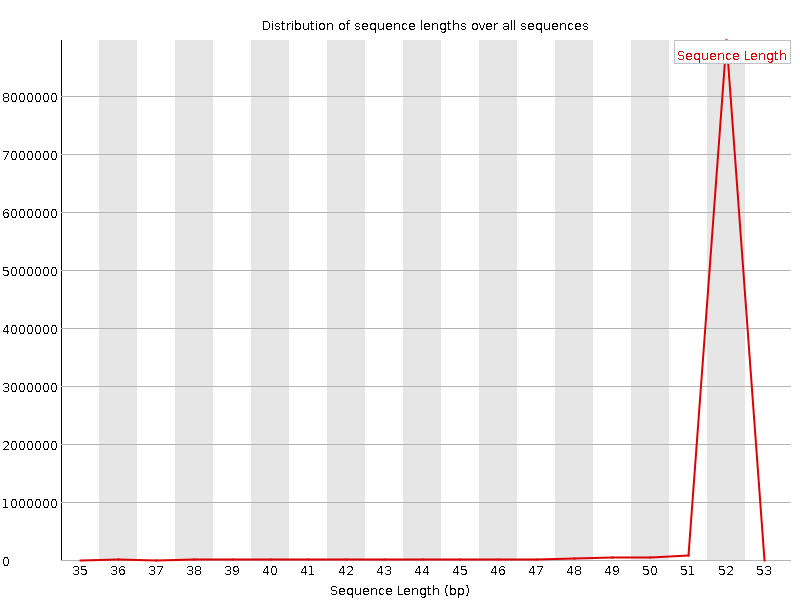 Distribution of sequence lengths over all sequences
Sequence Length
8000000
7000000
6000000
5000000
4000000
3000000
2000000
1000000
0
35 36 37 38 39 40 41 42 43 44 45 46 47 48 49 50 51 52 53
Sequence Length (bp)